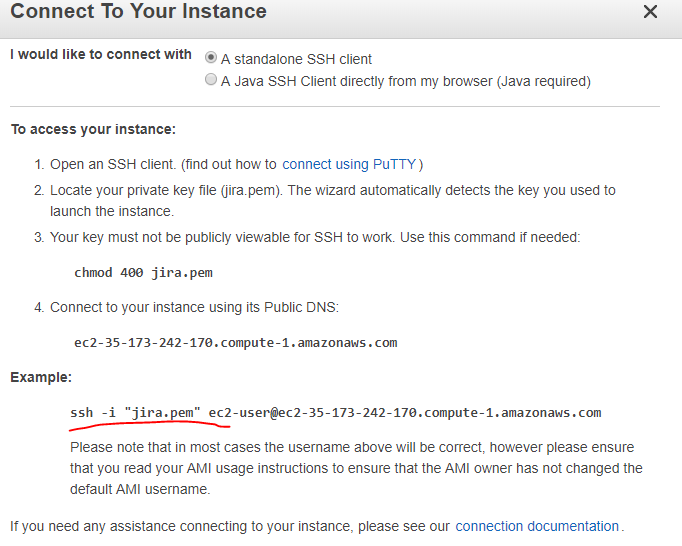 Connect To Your Instance
I would like to connect with
A standalone SSH client
A Java SSH Client directly from my browser (Java required)
To access your instance:
1. Open an SSH client. (find out how to connect using PuTTY)
2. Locate your private key file (jira.pem). The wizard automatically detects the key you used to
launch the instance.
3. Your key must not be publicly viewable for SSH to work. Use this command if needed:
chmod 400 jira.pem
4. Connect to your instance using its Public DNS:
ec2-35-173-242-170.compute-1.amazonaws.com
Example:
ssh -i "jira.pem" ec2-user@ec2-35-173-242-170.compute-1.amazonaws.com
Please note that in most cases the username above will be correct, however please ensure
that you read your AMI usage instructions to ensure that the AMI owner has not changed the
default AMI username.
If you need any assistance connecting to your instance, please see our connection documentation.